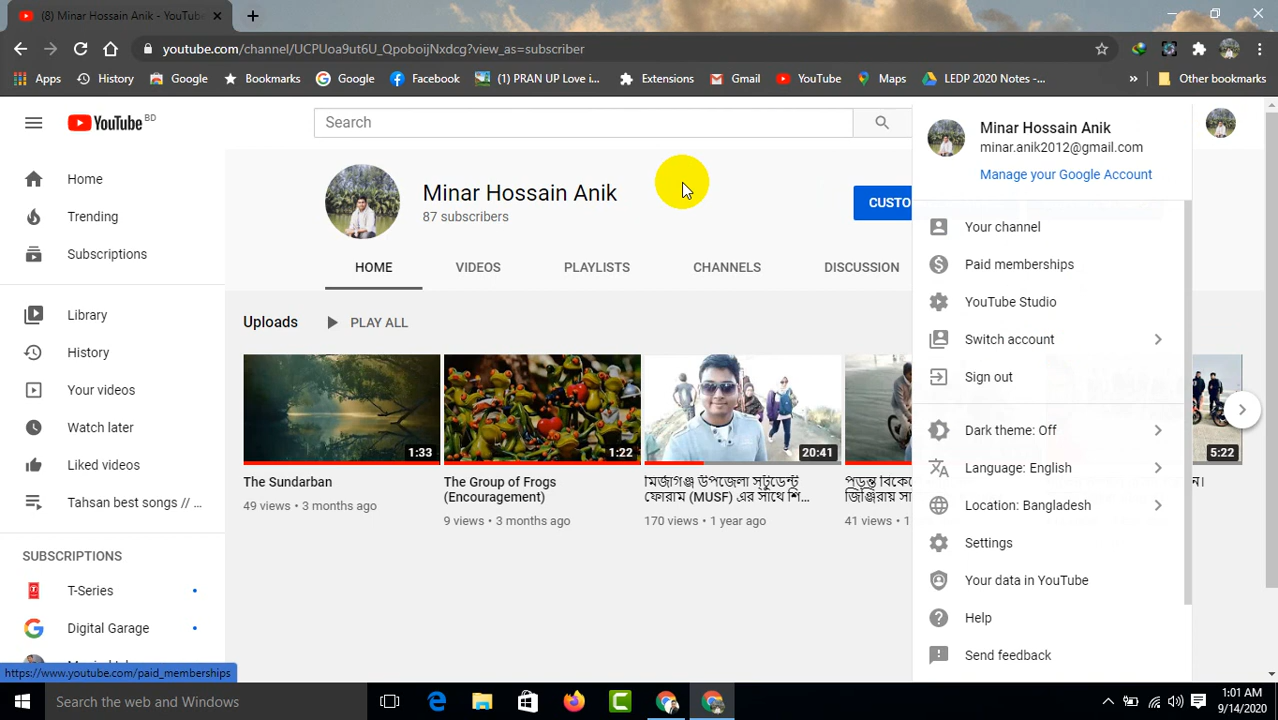 (8) Minar Hossain Anik - YouTube
youtube.com/channel/UCPUoa9ut6U_QpoboijNxdcg?view_as=subscriber
Apps History Google Bookmarks Google Facebook (1) PRAN UP Love i... Extensions Gmail YouTube Maps LEDP 2020 Notes -... » Other bookmarks
YouTube BD
Search
Home
Trending
Subscriptions
Library
History
Your videos
Watch later
Liked videos
Tahsan best songs // ...
SUBSCRIPTIONS
T-Series
Digital Garage
https://www.youtube.com/paid_memberships
Minar Hossain Anik
87 subscribers
CUSTO
HOME VIDEOS PLAYLISTS CHANNELS DISCUSSION
Uploads PLAY ALL
1:33
The Sundarban
49 views • 3 months ago
1:22
The Group of Frogs
(Encouragement)
9 views • 3 months ago
20:41
মির্জাগঞ্জ উপজেলা স্টুডেন্ট
ফোরাম (MUSF) এর সাথে শি...
170 views • 1 year ago
পড়ন্ত বিকেলে
জিঞ্জিরায়
41 views • 1
5:22
Minar Hossain Anik
minar.anik2012@gmail.com
Manage your Google Account
Your channel
Paid memberships
YouTube Studio
Switch account
Sign out
Dark theme: Off
Language: English
Location: Bangladesh
Settings
Your data in YouTube
Help
Send feedback
Search the web and Windows
1:01 AM
9/14/2020